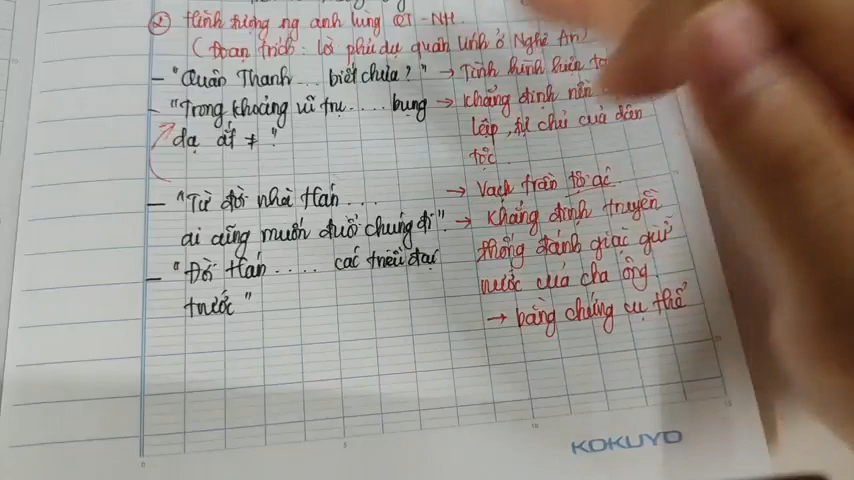 ② Hình tượng ng anh hùng QT - NH.
(Đoạn trích: lời phủ dụ quân lính ở Nghệ An)
- "Quân Thanh ... biết chưa?" → Tình hình hiện
- "Trong khoảng vũ trụ .... bụng → khẳng định nền
dạ ắt ≠" lập, tự chủ của dân
tộc
- "Từ đời nhà Hán ... → Vạch trần tội ác
ai cũng muốn đuổi chúng đi". → khẳng định truyền
thống đánh giặc giữ
- "Đời Hán .... các triều đại
nước của cha ông
trước"
→ bằng chứng cụ thể
KOKUYO